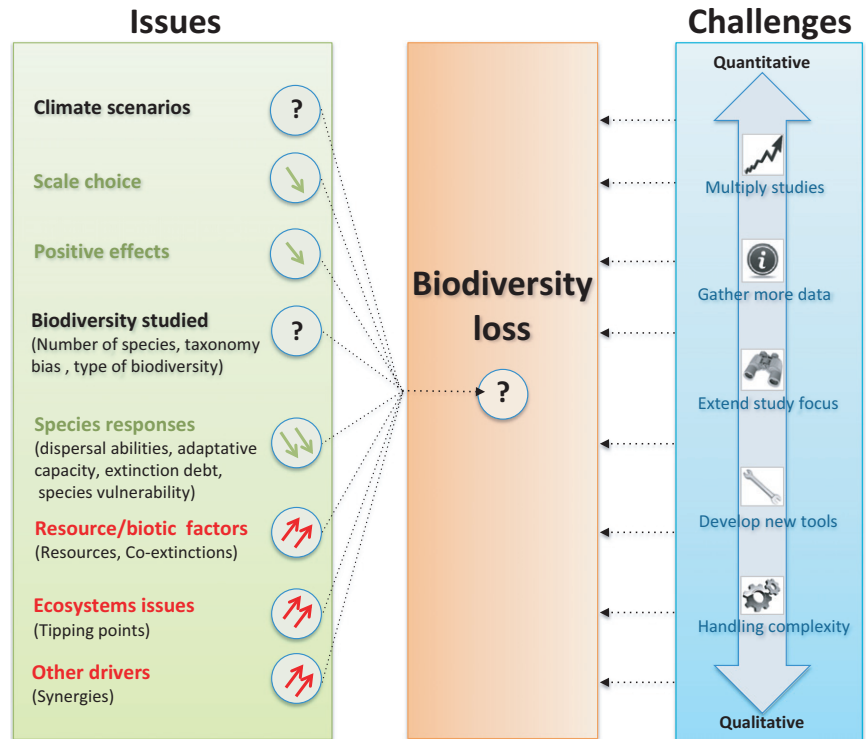 Issues
Climate scenarios
?
Scale choice
Positive effects
Biodiversity studied
?
(Number of species, taxonomy
bias , type of biodiversity)
Species responses
(dispersal abilities, adaptative
capacity, extinction debt,
species vulnerability)
Resource/biotic factors
(Resources, Co-extinctions)
Ecosystems issues
(Tipping points)
Other drivers
(Synergies)
Biodiversity
loss
?
Challenges
Quantitative
Multiply studies
i
Gather more data
Extend study focus
Develop new tools
Handling complexity
Qualitative